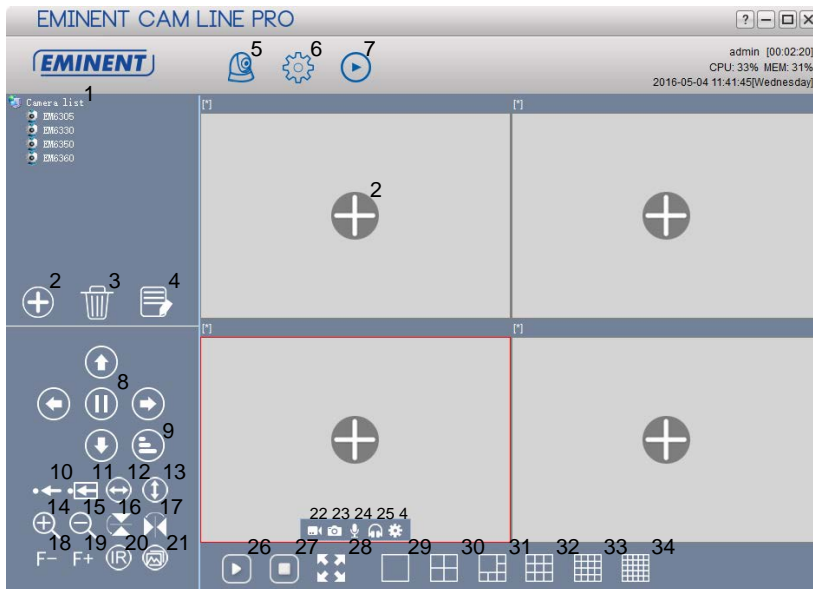 EMINENT CAM LINE PRO
?
EMINENT
5 6 7
admin [00:02:20]
CPU: 33% MEM: 31%
2016-05-04 11:41:45[Wednesday]
Camera list 1
EM6305
EM6330
EM6350
EM6360
[*] [*]
2
2 3 4
[*] [*]
8
9
10 11 12 13
14 15 16 17
18 19 20 21
F- F+ IR
22 23 24 25 4
26 27 28 29 30 31 32 33 34